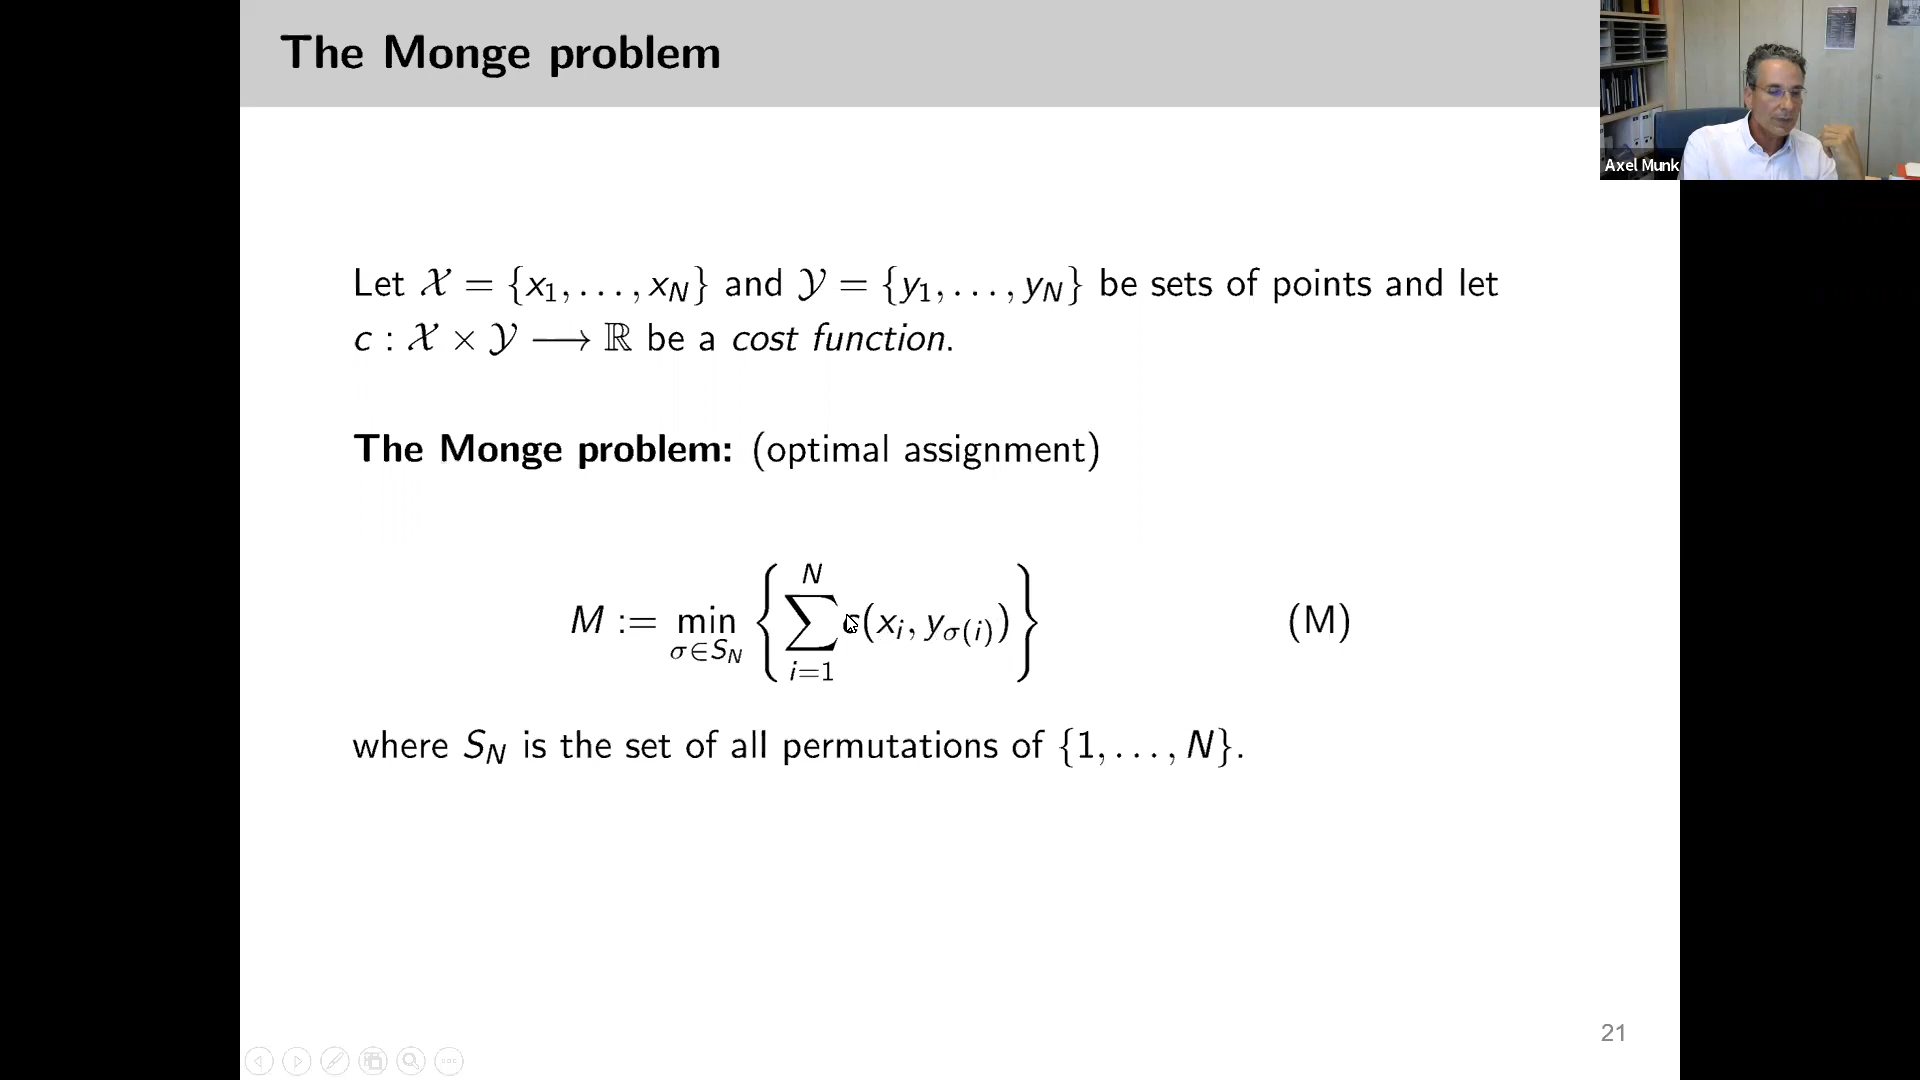 The Monge problem
Axel Munk
Let 𝒳 = {x₁, . . . , x_N} and 𝒴 = {y₁, . . . , y_N} be sets of points and let
c : 𝒳 × 𝒴 ⟶ ℝ be a cost function.
The Monge problem: (optimal assignment)
M := min_{σ∈S_N} { ∑_{i=1}^{N} c(x_i, y_{σ(i)}) } (M)
where S_N is the set of all permutations of {1, . . . , N}.
21